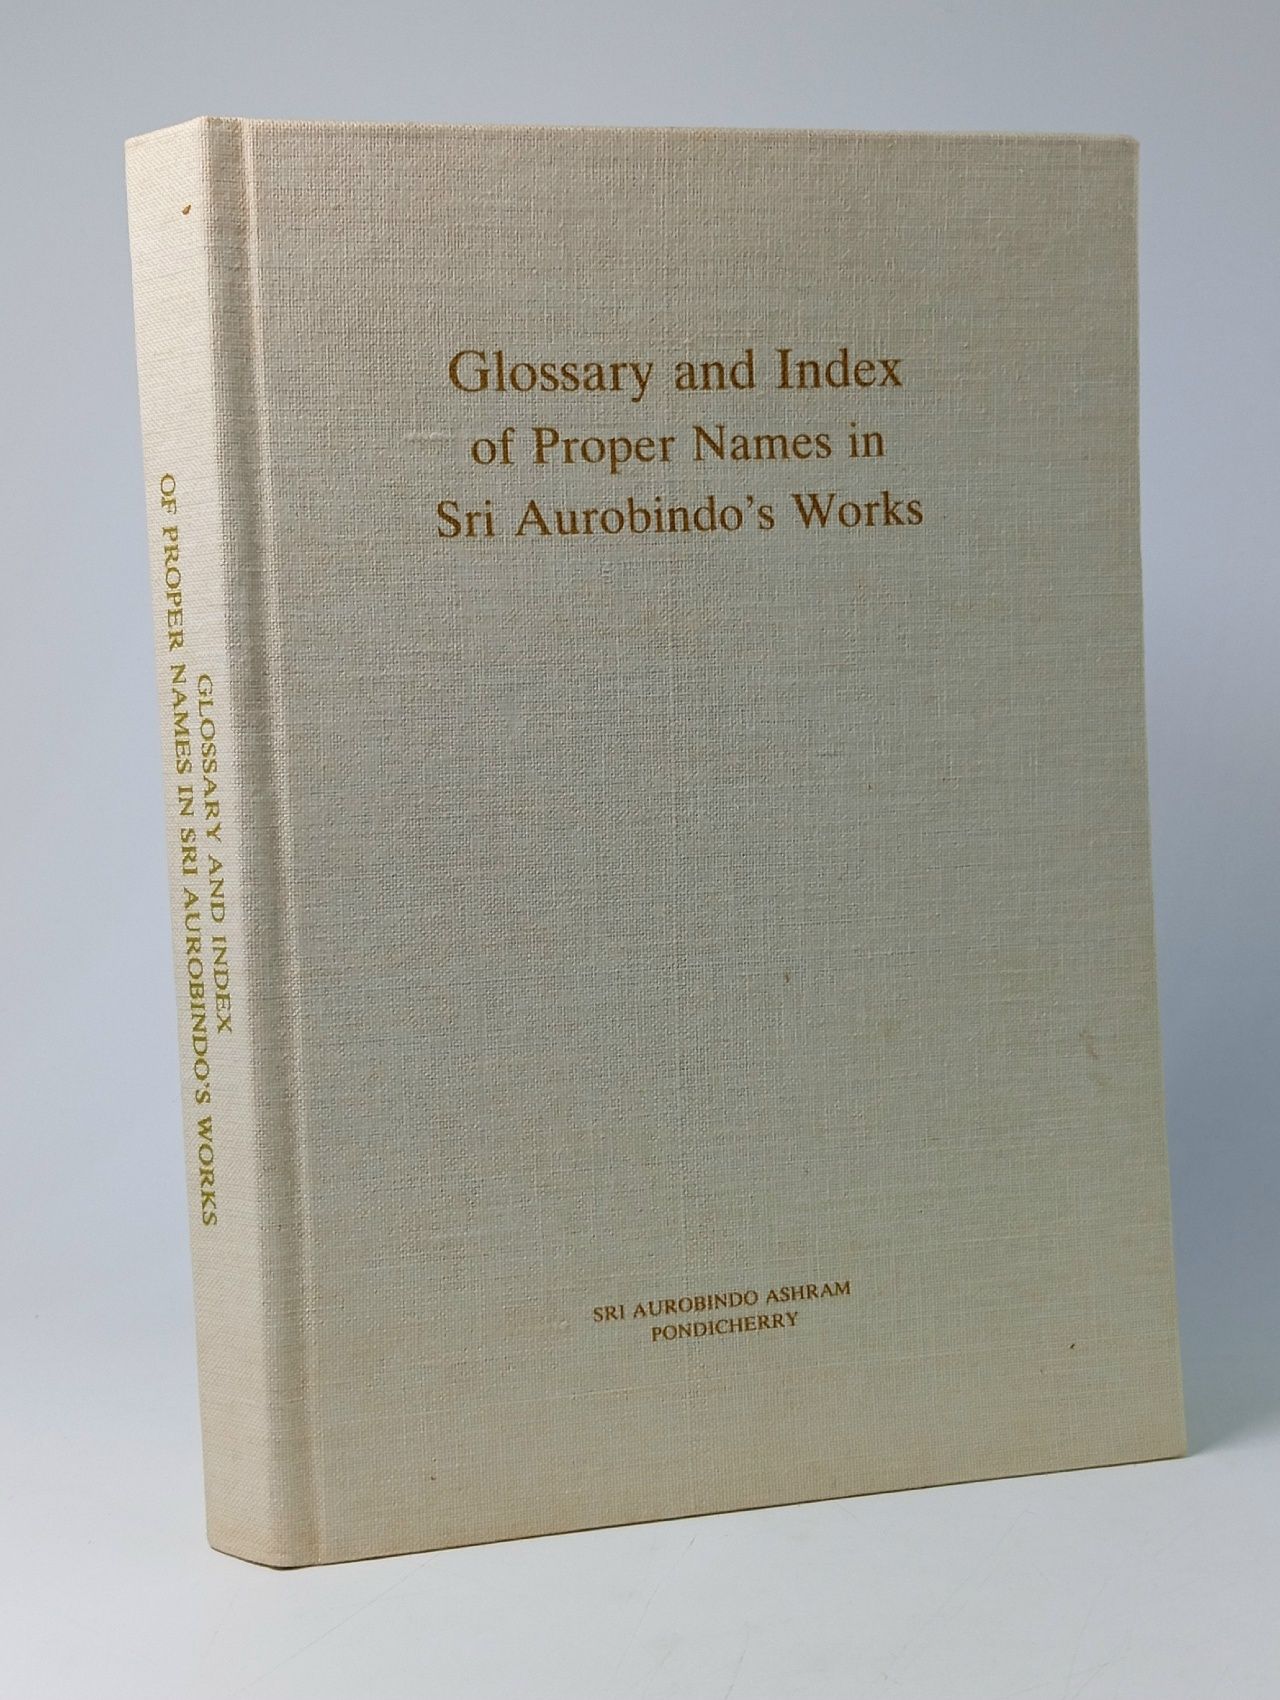 Glossary and Index
of Proper Names in
Sri Aurobindo's Works
SRI AUROBINDO ASHRAM
PONDICHERRY
GLOSSARY AND INDEX
OF PROPER NAMES IN SRI AUROBINDO'S WORKS